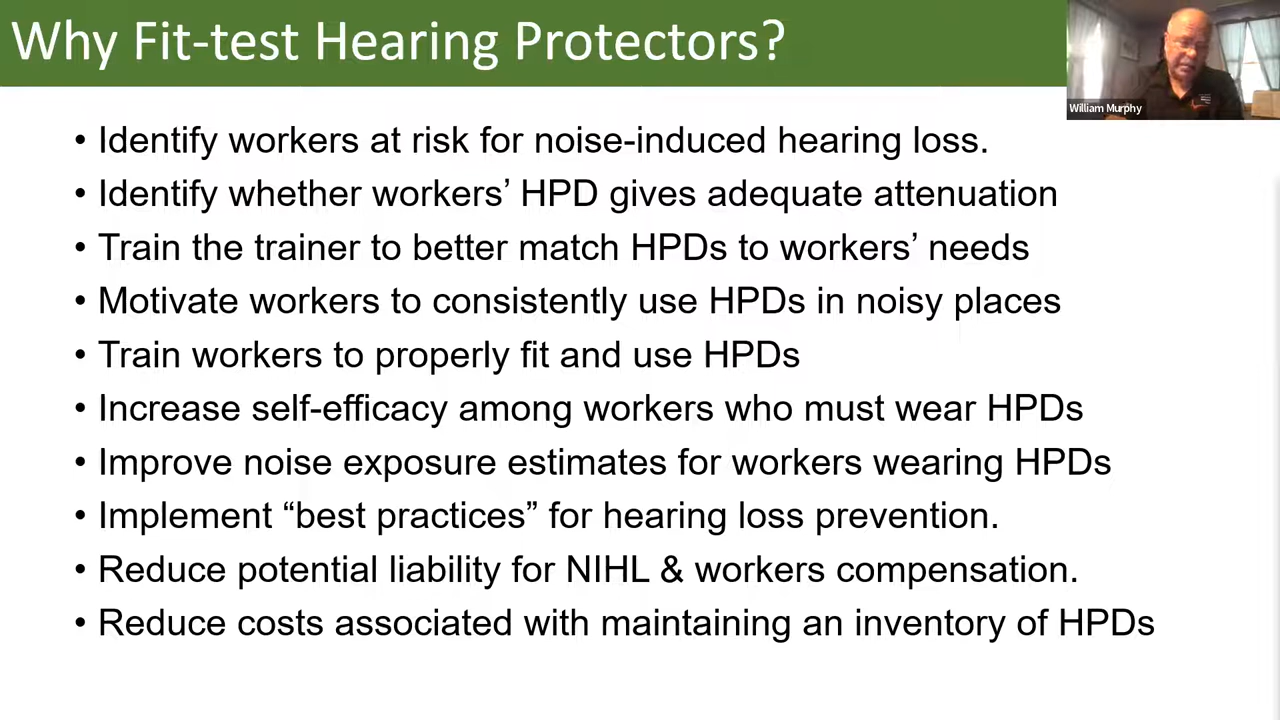 Why Fit-test Hearing Protectors?
William Murphy
• Identify workers at risk for noise-induced hearing loss.
• Identify whether workers’ HPD gives adequate attenuation
• Train the trainer to better match HPDs to workers’ needs
• Motivate workers to consistently use HPDs in noisy places
• Train workers to properly fit and use HPDs
• Increase self-efficacy among workers who must wear HPDs
• Improve noise exposure estimates for workers wearing HPDs
• Implement “best practices” for hearing loss prevention.
• Reduce potential liability for NIHL & workers compensation.
• Reduce costs associated with maintaining an inventory of HPDs